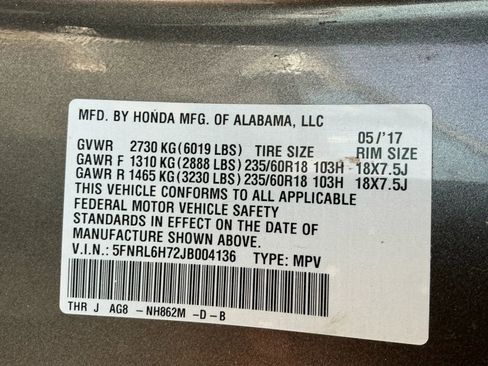 MFD. BY HONDA MFG. OF ALABAMA, LLC 05/'17
GVWR 2730 KG (6019 LBS) TIRE SIZE RIM SIZE
GAWR F 1310 KG (2888 LBS) 235/60R18 103H 18X7.5J
GAWR R 1465 KG (3230 LBS) 235/60R18 103H 18X7.5J
THIS VEHICLE CONFORMS TO ALL APPLICABLE
FEDERAL MOTOR VEHICLE SAFETY
STANDARDS IN EFFECT ON THE DATE OF
MANUFACTURE SHOWN ABOVE.
V.I.N.: 5FNRL6H72JB004136 TYPE: MPV
THR J AG8 - NH862M -D-B